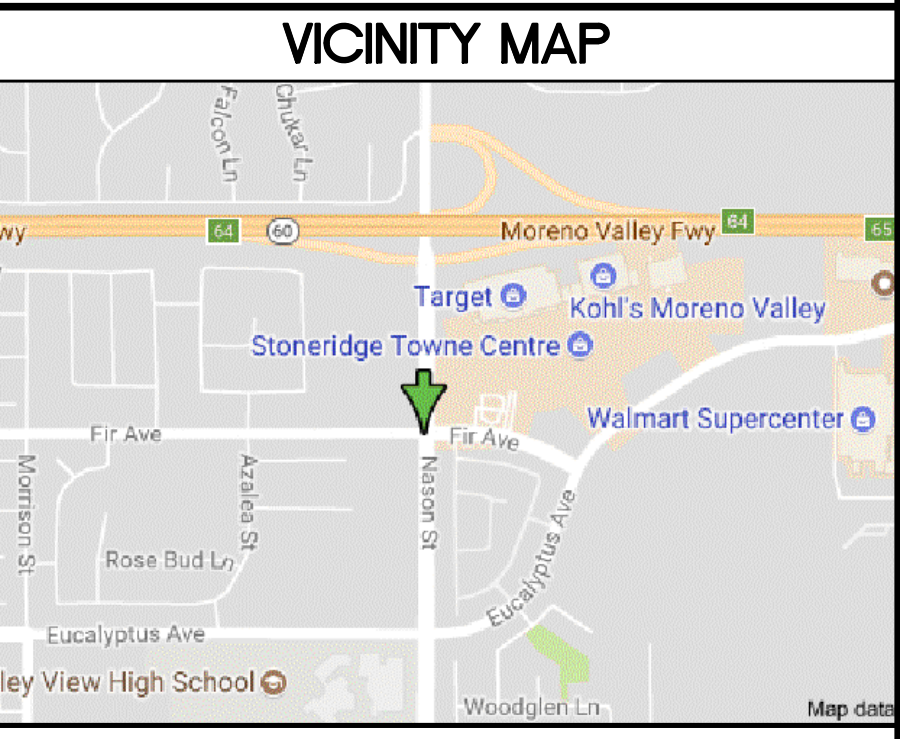 VICINITY MAP
Falcon Ln
Chukar Ln
wy
64
60
Moreno Valley Fwy
64
65
Target
Kohl's Moreno Valley
Stoneridge Towne Centre
Walmart Supercenter
Fir Ave
Fir Ave
Morrison St
Azalea St
Nason St
Eucalyptus Ave
Rose Bud Ln
Eucalyptus Ave
ley View High School
Woodglen Ln
Map data